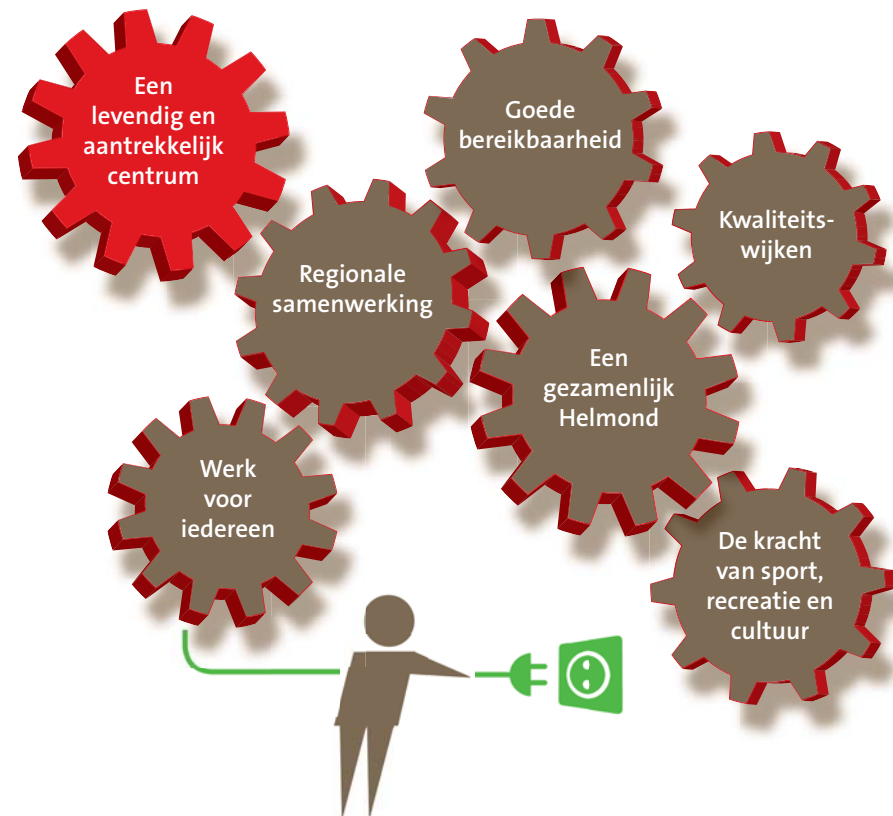 Een
levendig en
aantrekkelijk
centrum
Goede
bereikbaarheid
Kwaliteits-
wijken
Regionale
samenwerking
Een
gezamenlijk
Helmond
Werk
voor
iedereen
De kracht
van sport,
recreatie en
cultuur